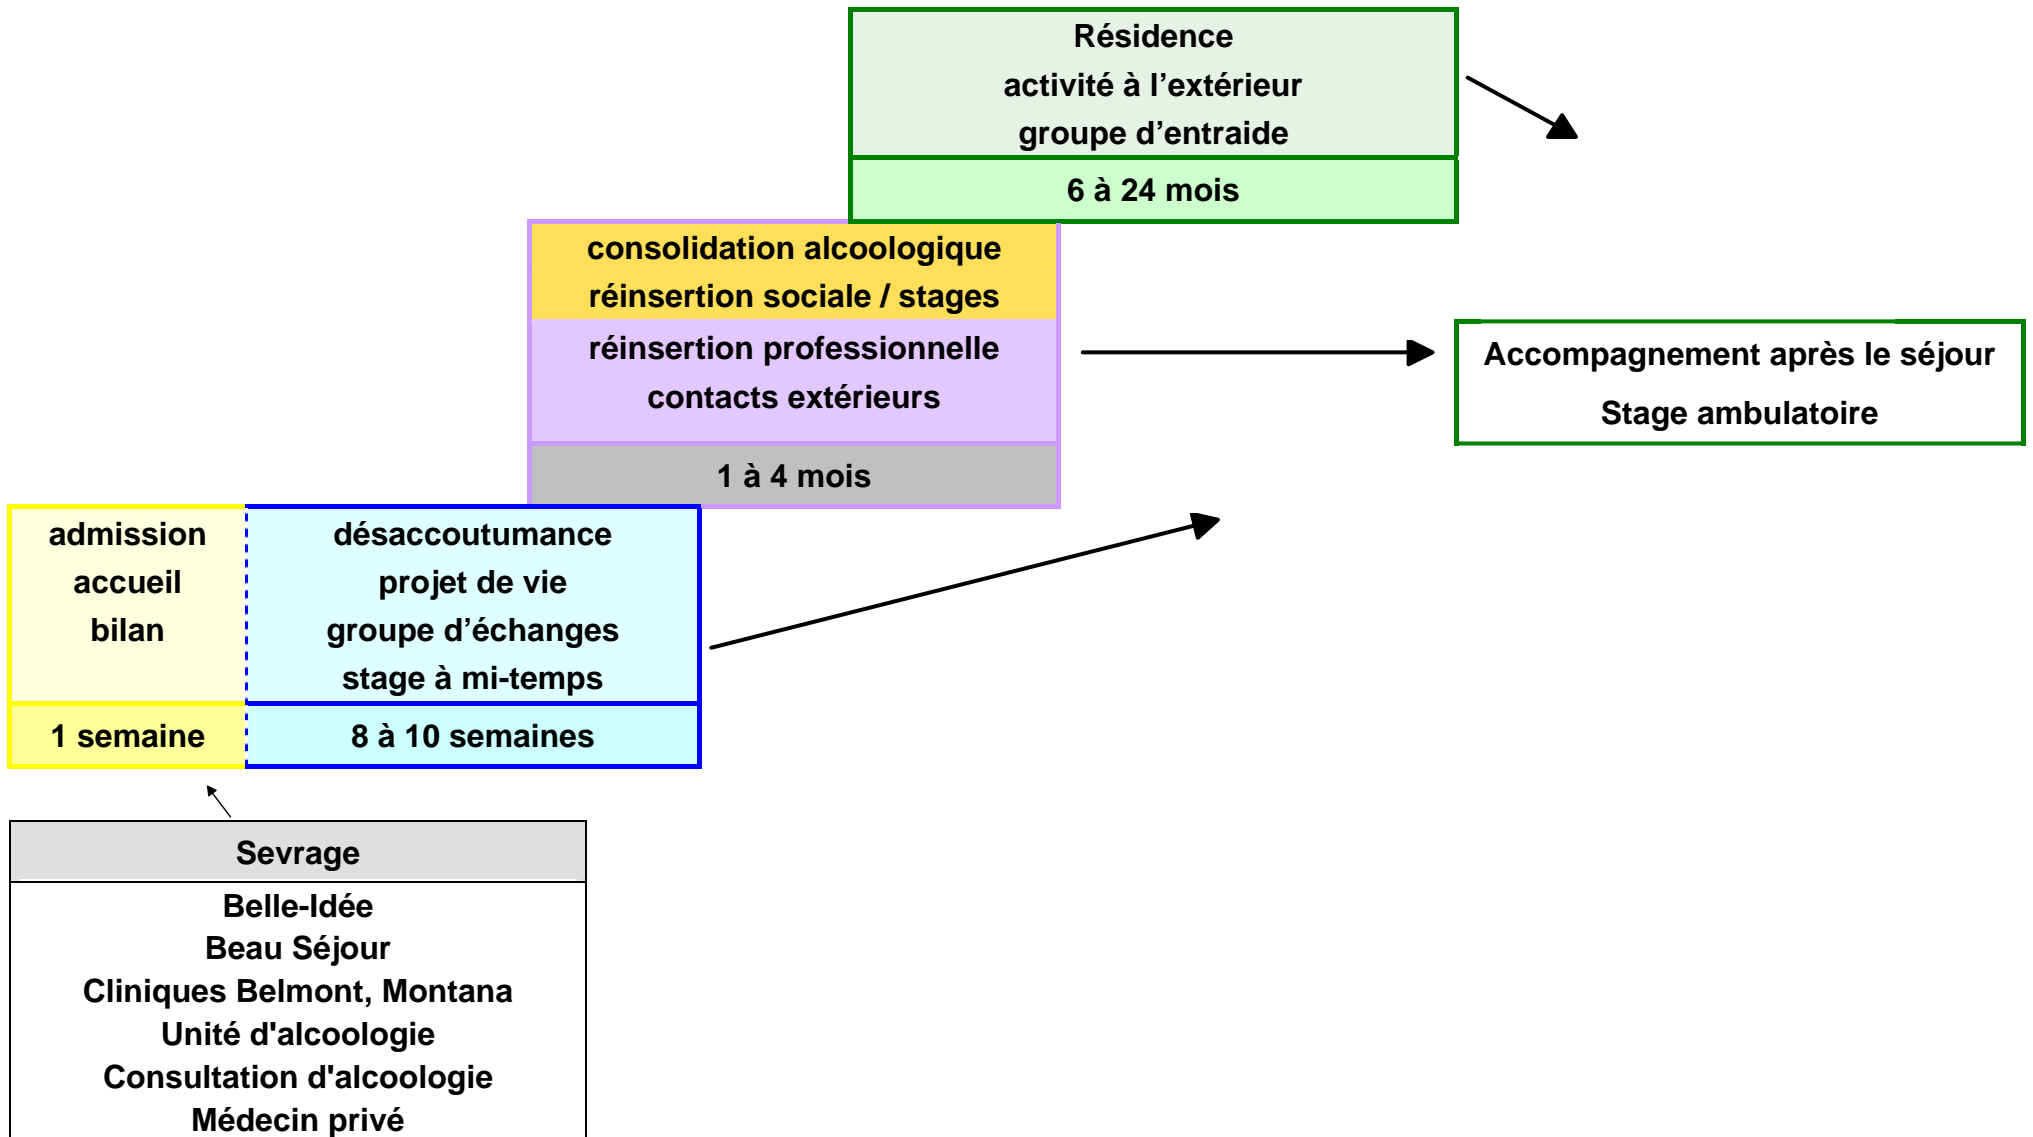 Résidence
activité à l’extérieur
groupe d’entraide
6 à 24 mois
consolidation alcoologique
réinsertion sociale / stages
réinsertion professionnelle
contacts extérieurs
1 à 4 mois
Accompagnement après le séjour
Stage ambulatoire
admission
accueil
bilan
1 semaine
désaccoutumance
projet de vie
groupe d’échanges
stage à mi-temps
8 à 10 semaines
Sevrage
Belle-Idée
Beau Séjour
Cliniques Belmont, Montana
Unité d'alcoologie
Consultation d'alcoologie
Médecin privé